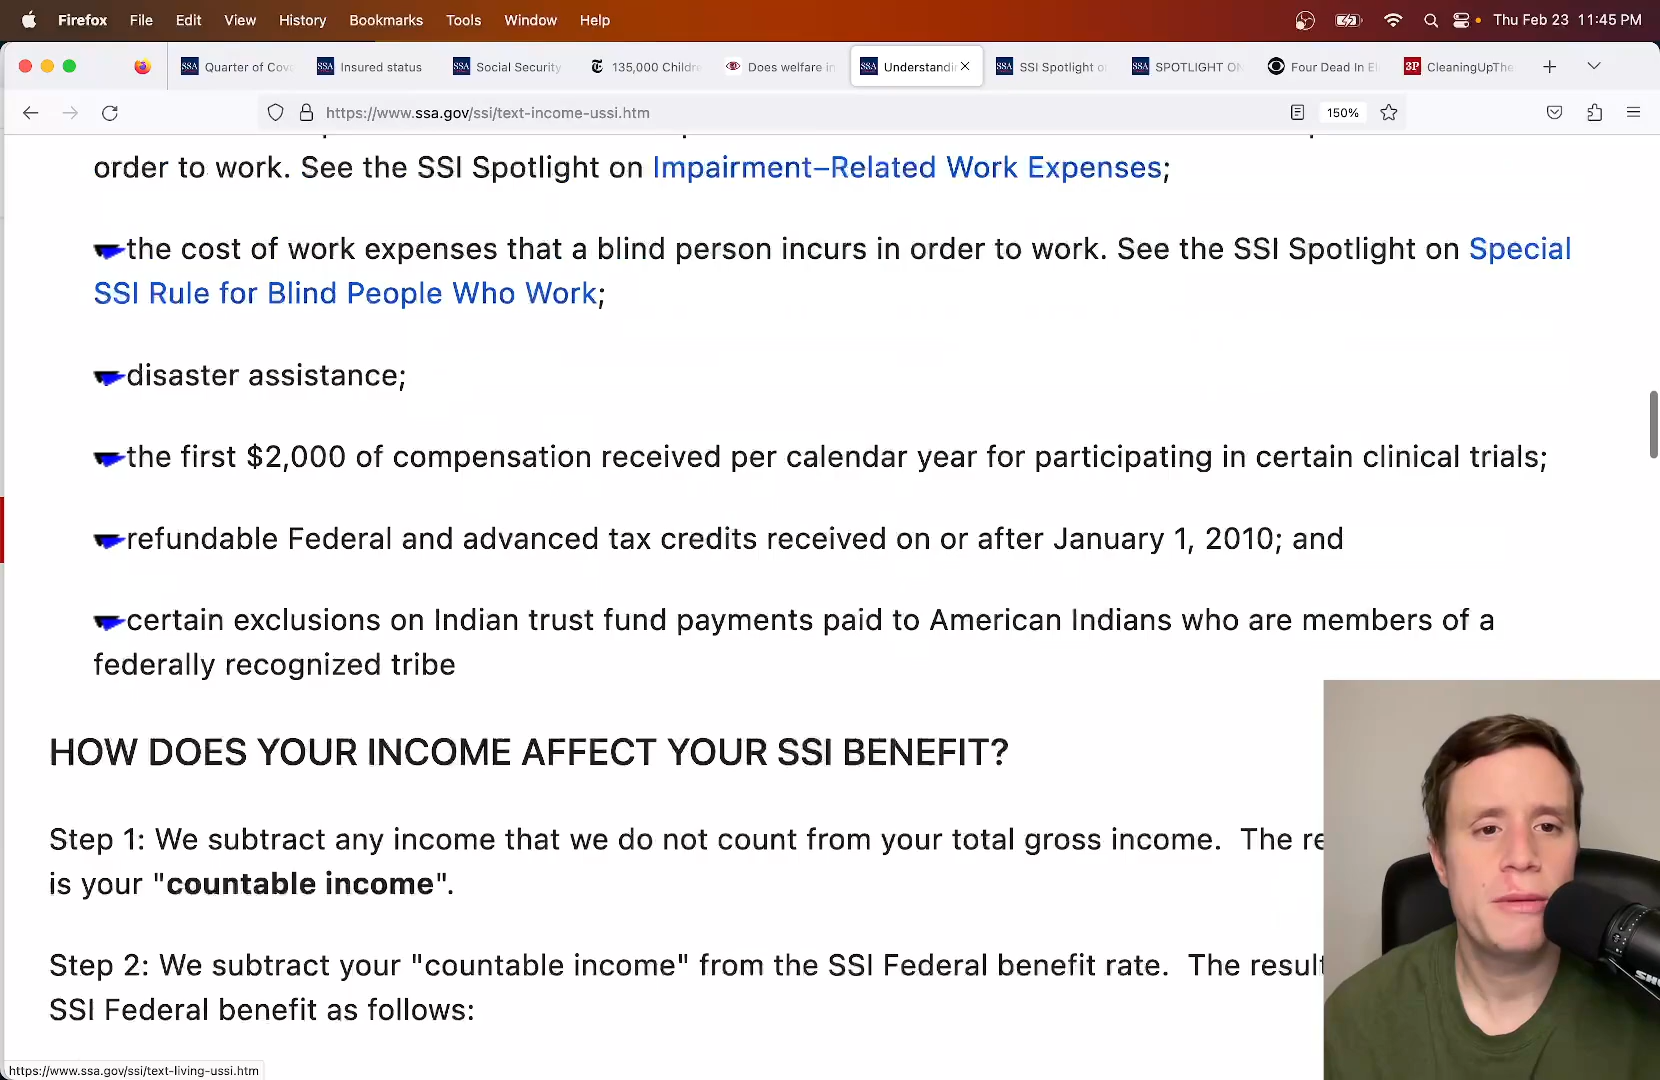 Firefox File Edit View History Bookmarks Tools Window Help Thu Feb 23 11:45 PM
SSA Quarter of Cov SSA Insured status SSA Social Security 135,000 Childre Does welfare in SSA Understandi SSA SSI Spotlight o SSA SPOTLIGHT ON Four Dead In El 3P CleaningUpThe
https://www.ssa.gov/ssi/text-income-ussi.htm 150%
order to work. See the SSI Spotlight on Impairment–Related Work Expenses;
the cost of work expenses that a blind person incurs in order to work. See the SSI Spotlight on Special
SSI Rule for Blind People Who Work;
disaster assistance;
the first $2,000 of compensation received per calendar year for participating in certain clinical trials;
refundable Federal and advanced tax credits received on or after January 1, 2010; and
certain exclusions on Indian trust fund payments paid to American Indians who are members of a
federally recognized tribe
HOW DOES YOUR INCOME AFFECT YOUR SSI BENEFIT?
Step 1: We subtract any income that we do not count from your total gross income. The re
is your "countable income".
Step 2: We subtract your "countable income" from the SSI Federal benefit rate. The result
SSI Federal benefit as follows:
https://www.ssa.gov/ssi/text-living-ussi.htm